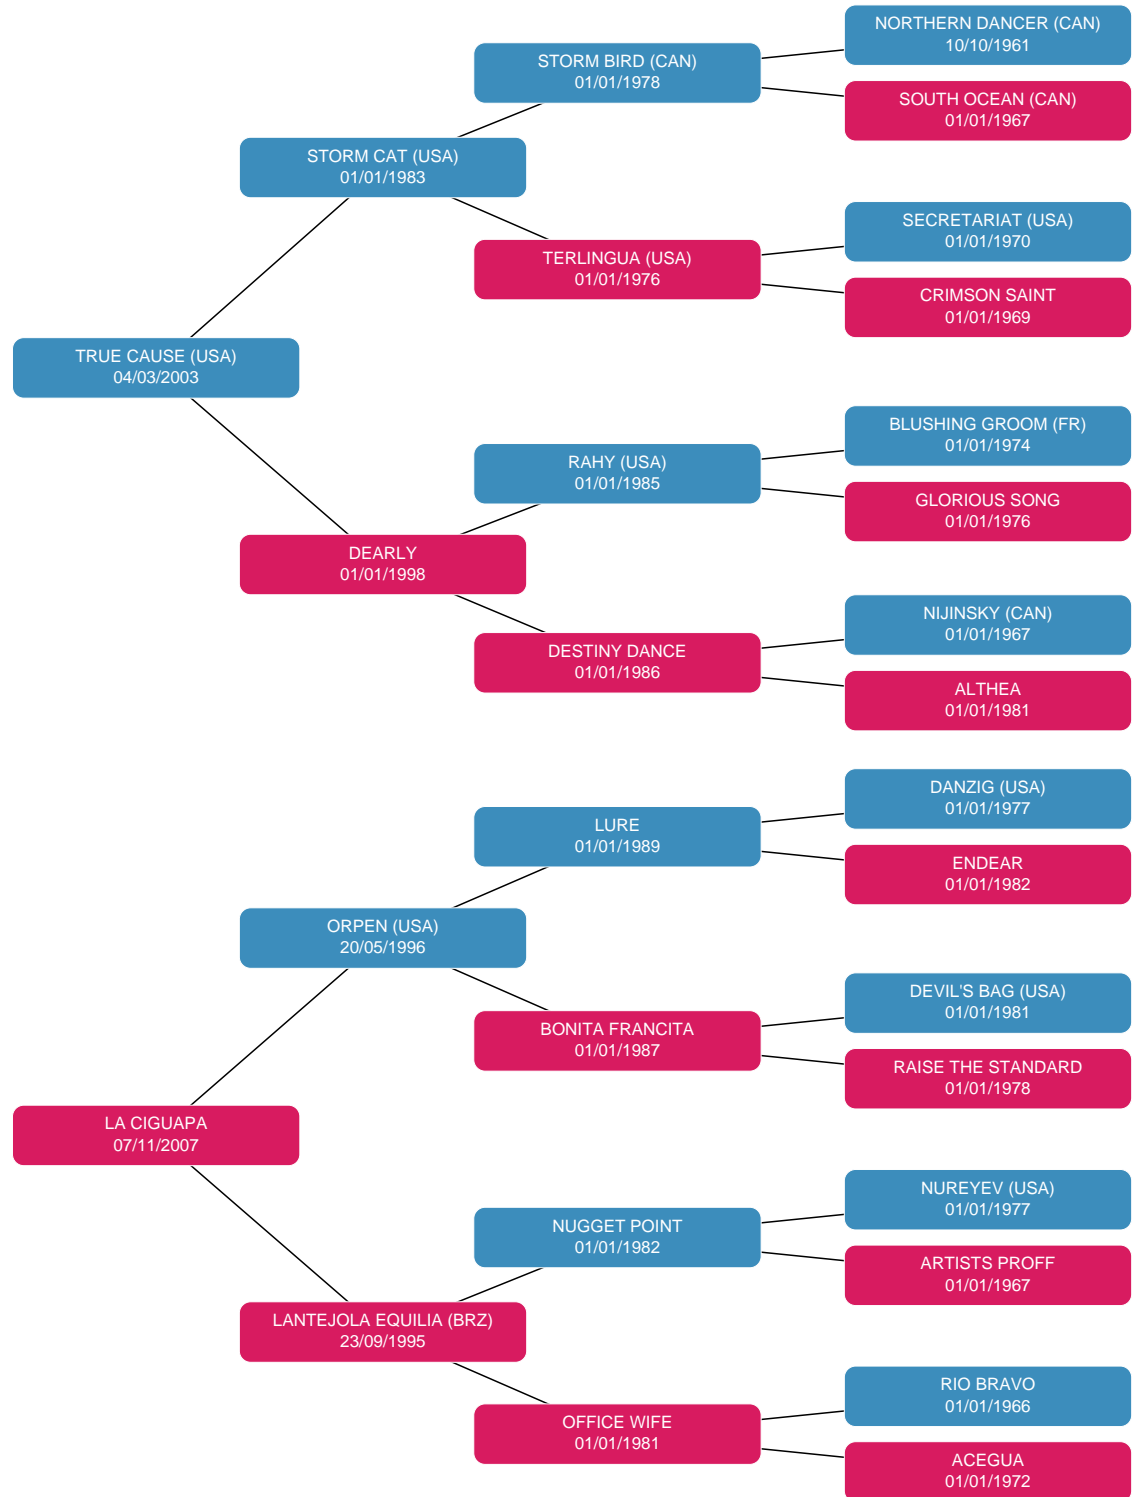 NORTHERN DANCER (CAN)
10/10/1961
STORM BIRD (CAN)
01/01/1978
SOUTH OCEAN (CAN)
01/01/1967
STORM CAT (USA)
01/01/1983
SECRETARIAT (USA)
01/01/1970
TERLINGUA (USA)
01/01/1976
CRIMSON SAINT
01/01/1969
TRUE CAUSE (USA)
04/03/2003
BLUSHING GROOM (FR)
01/01/1974
RAHY (USA)
01/01/1985
GLORIOUS SONG
01/01/1976
DEARLY
01/01/1998
NIJINSKY (CAN)
01/01/1967
DESTINY DANCE
01/01/1986
ALTHEA
01/01/1981
DANZIG (USA)
01/01/1977
LURE
01/01/1989
ENDEAR
01/01/1982
ORPEN (USA)
20/05/1996
DEVIL'S BAG (USA)
01/01/1981
BONITA FRANCITA
01/01/1987
RAISE THE STANDARD
01/01/1978
LA CIGUAPA
07/11/2007
NUREYEV (USA)
01/01/1977
NUGGET POINT
01/01/1982
ARTISTS PROFF
01/01/1967
LANTEJOLA EQUILIA (BRZ)
23/09/1995
RIO BRAVO
01/01/1966
OFFICE WIFE
01/01/1981
ACEGUA
01/01/1972